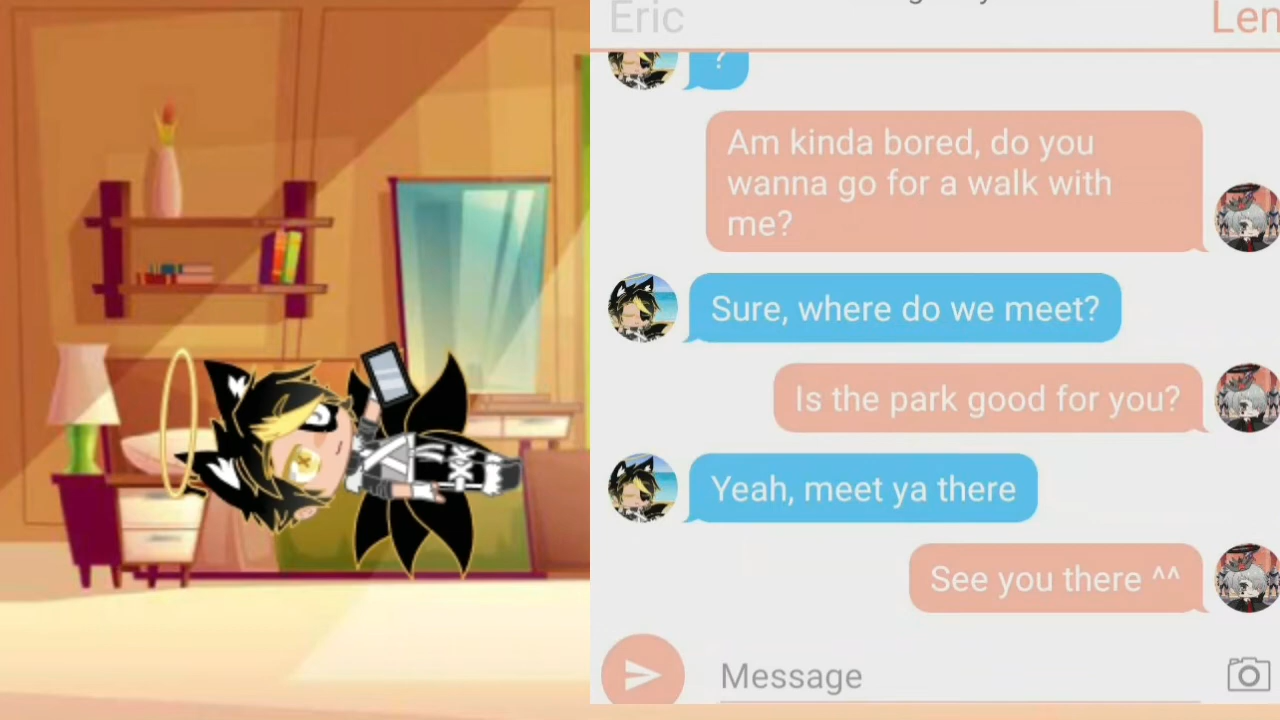 Eric
Len
?
Am kinda bored, do you
wanna go for a walk with
me?
Sure, where do we meet?
Is the park good for you?
Yeah, meet ya there
See you there ^^
Message